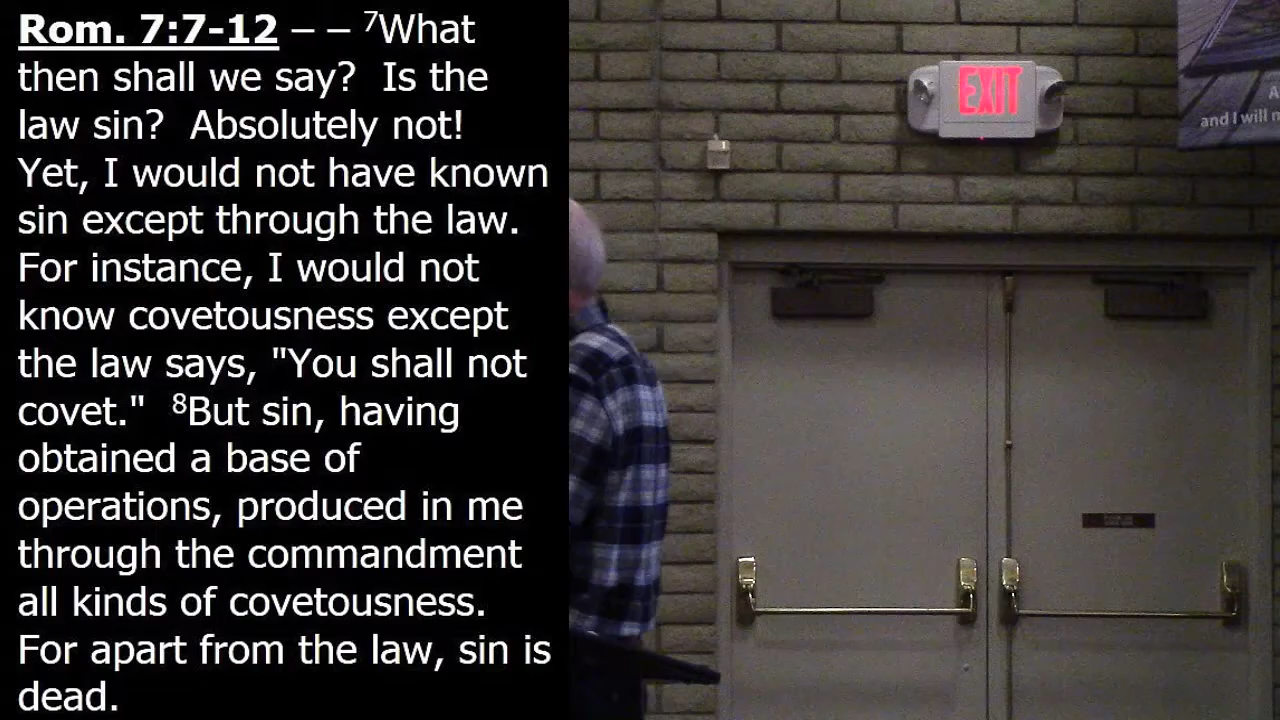 Rom. 7:7-12 – – ⁷What
then shall we say?  Is the
law sin?  Absolutely not!
Yet, I would not have known
sin except through the law.
For instance, I would not
know covetousness except
the law says, "You shall not
covet."  ⁸But sin, having
obtained a base of
operations, produced in me
through the commandment
all kinds of covetousness.
For apart from the law, sin is
dead.
EXIT
A
and I will